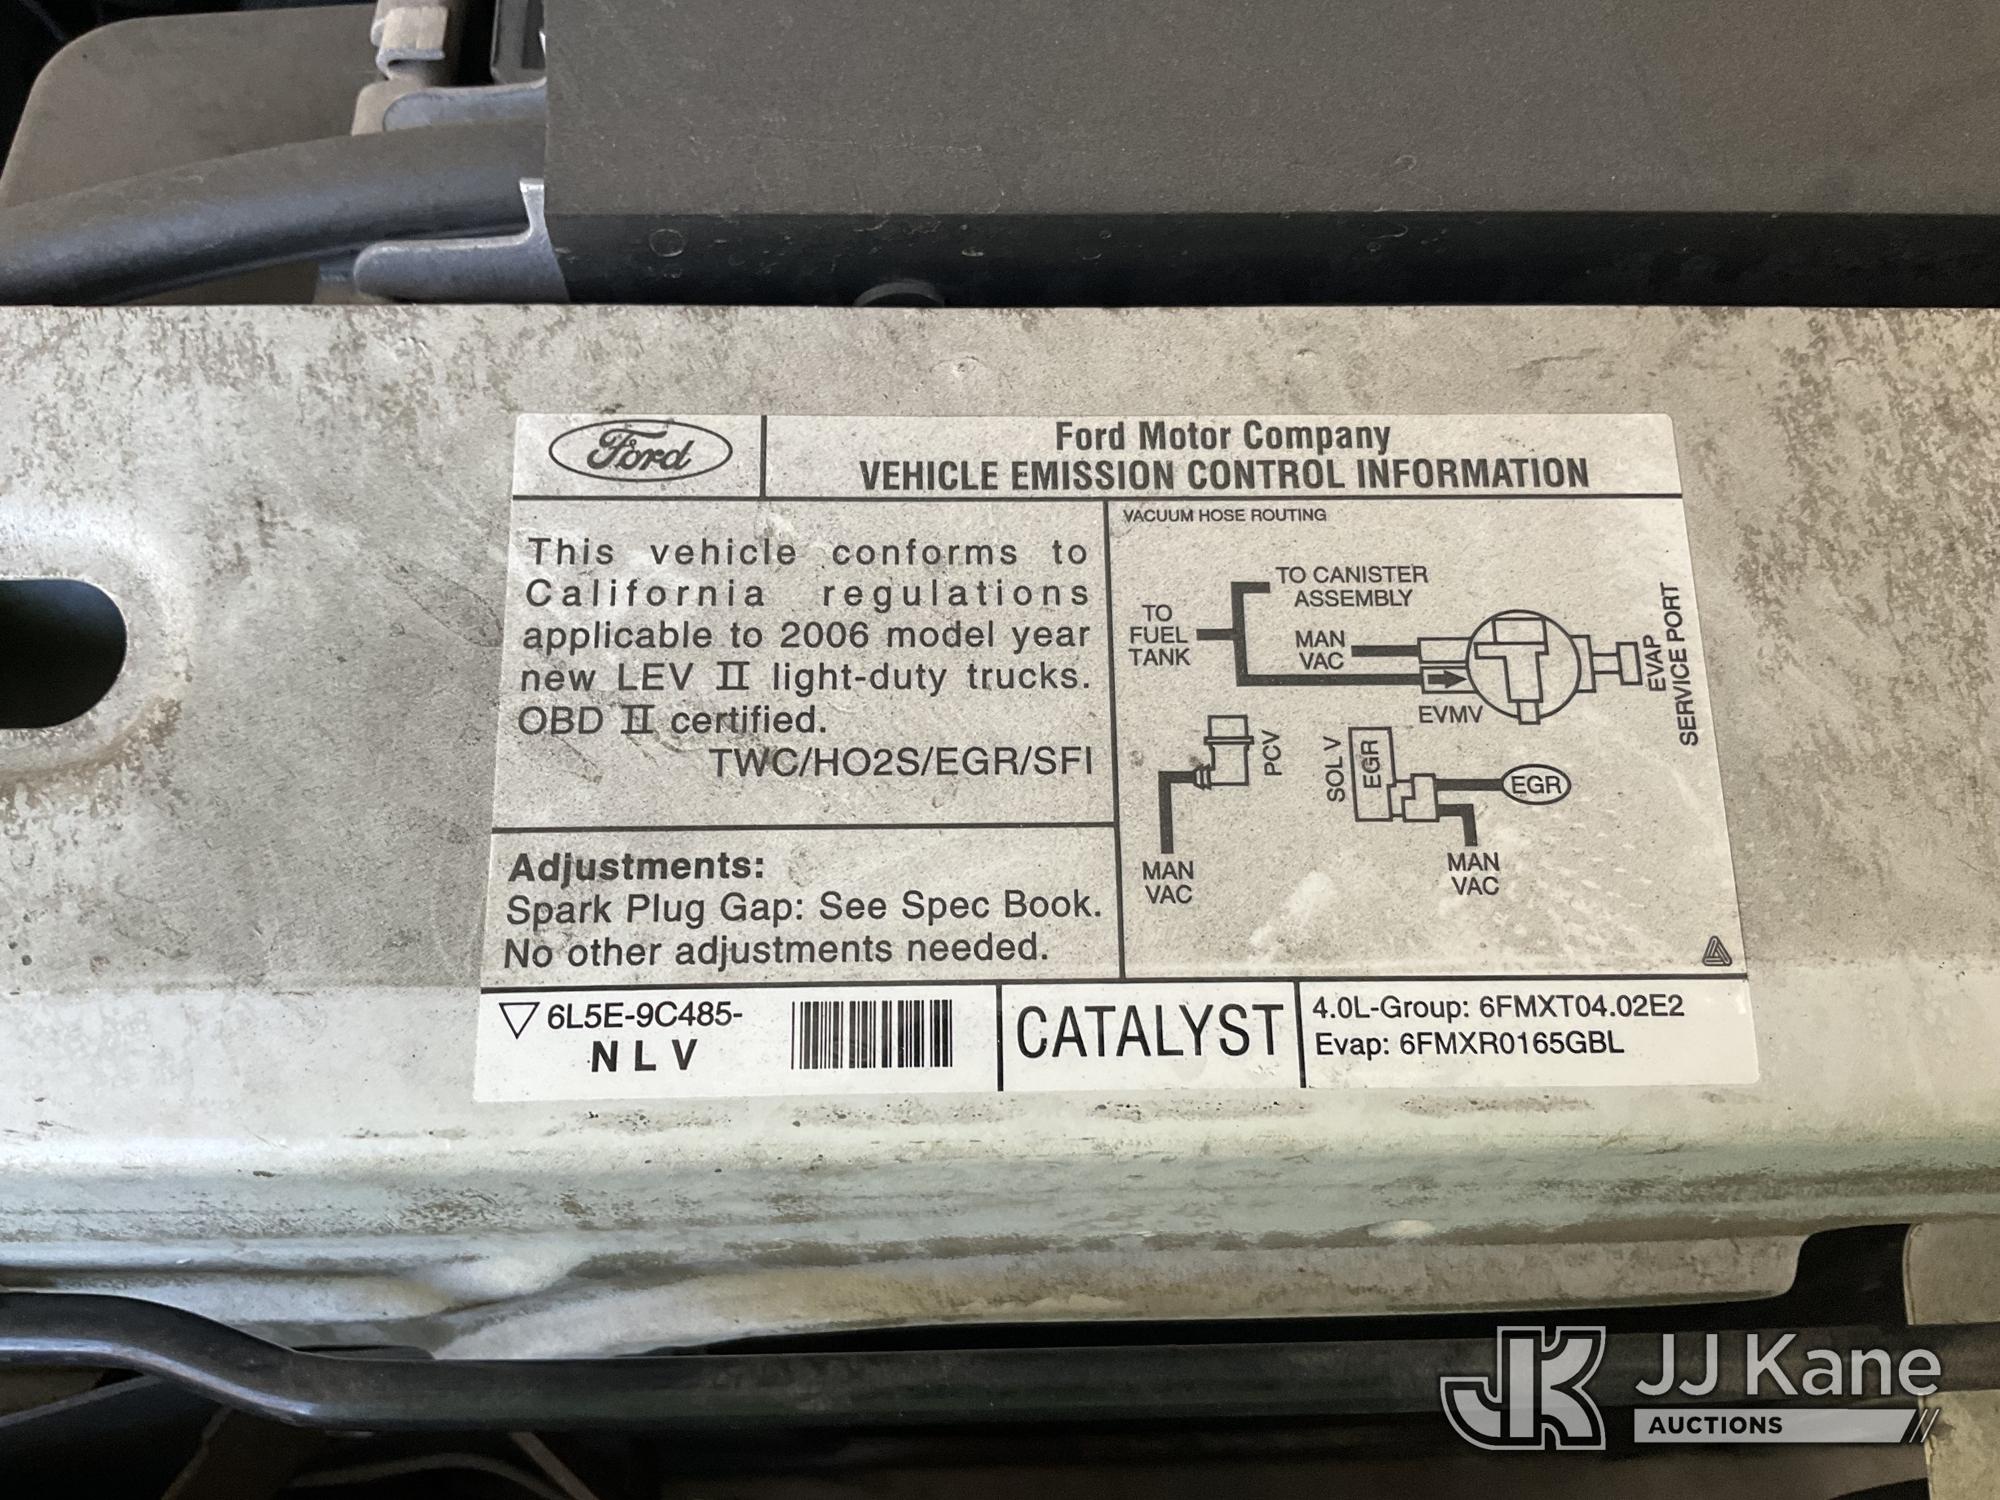 Ford
Ford Motor Company
VEHICLE EMISSION CONTROL INFORMATION
This vehicle conforms to
California regulations
applicable to 2006 model year
new LEV II light-duty trucks.
OBD II certified.
TWC/HO2S/EGR/SFI
Adjustments:
Spark Plug Gap: See Spec Book.
No other adjustments needed.
VACUUM HOSE ROUTING
TO CANISTER
ASSEMBLY
TO
FUEL
TANK
MAN
VAC
EVMV
EVAP
SERVICE PORT
PCV
MAN
VAC
SOL V
EGR
EGR
MAN
VAC
6L5E-9C485-
N L V
CATALYST
4.0L-Group: 6FMXT04.02E2
Evap: 6FMXR0165GBL
JK
JJ Kane
AUCTIONS